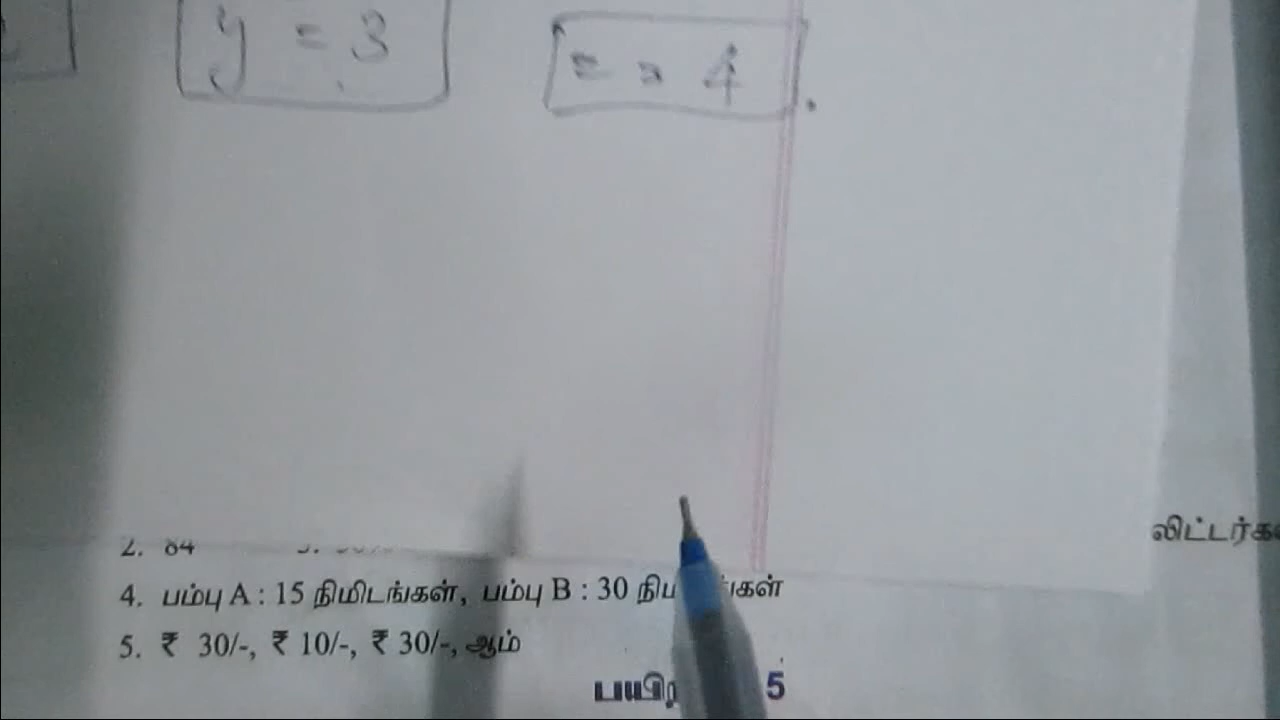 y = 3
= = 4 .
2. 84
லிட்டர்கள
4. பம்பு A : 15 நிமிடங்கள், பம்பு B : 30
5. ₹ 30/-, ₹ 10/-, ₹ 30/-, ஆம்
5